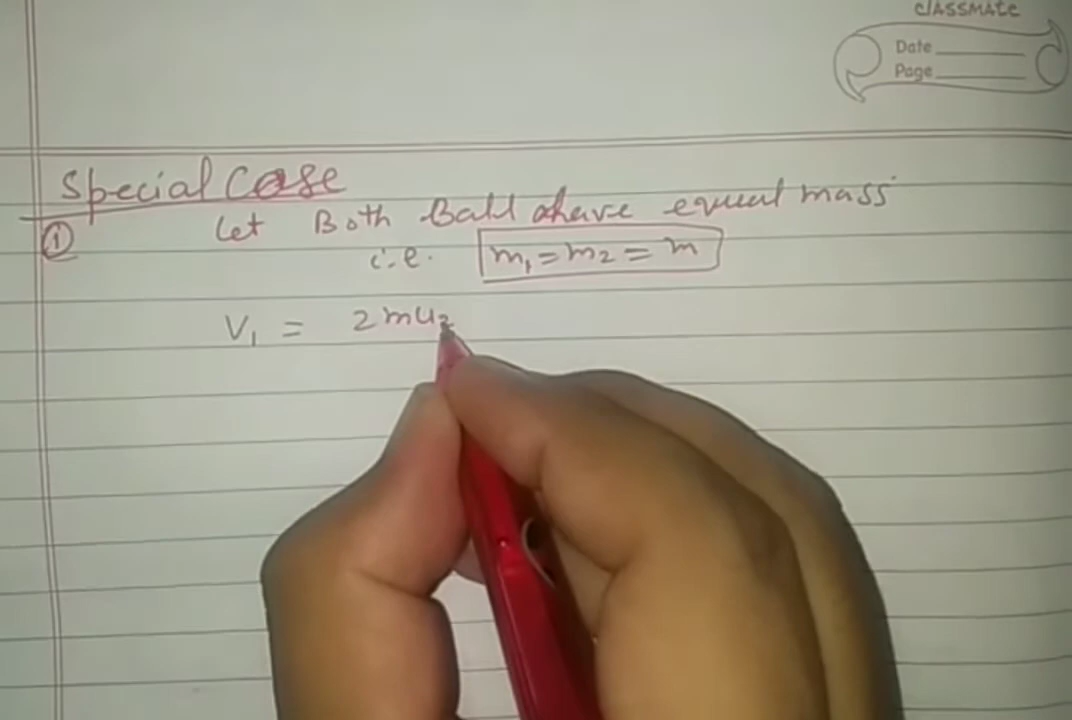 CLASSMATE
Date
Page
Special Case
① Let Both Ball have equal mass
i.e. m₁ = m₂ = m
V₁ = 2mu₂